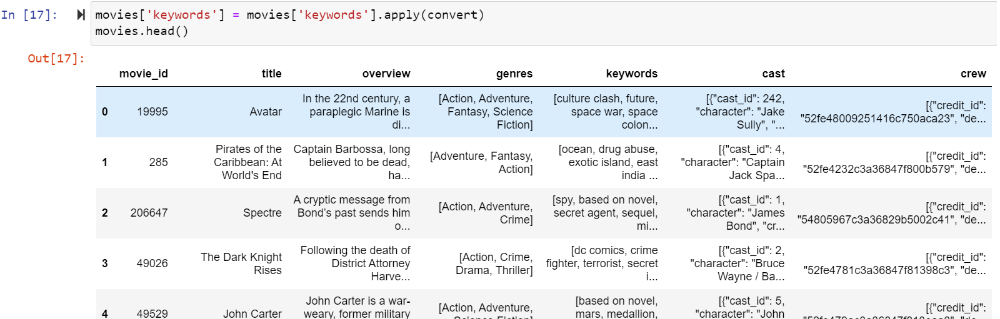 In [17]:
movies['keywords'] = movies['keywords'].apply(convert)
movies.head()
Out[17]:
movie_id title overview genres keywords cast crew
0 19995 Avatar
In the 22nd century, a
paraplegic Marine is
di...
[Action, Adventure,
Fantasy, Science
Fiction]
[culture clash, future,
space war, space
colon...
[{"cast_id": 242,
"character": "Jake
Sully", "...
[{"credit_id":
"52fe48009251416c750aca23", "de...
1 285
Pirates of the
Caribbean: At
World's End
Captain Barbossa, long
believed to be dead,
ha...
[Adventure, Fantasy,
Action]
[ocean, drug abuse,
exotic island, east
india ...
[{"cast_id": 4,
"character": "Captain
Jack Spa...
[{"credit_id":
"52fe4232c3a36847f800b579", "de...
2 206647 Spectre
A cryptic message from
Bond’s past sends him
o...
[Action, Adventure,
Crime]
[spy, based on novel,
secret agent, sequel,
mi...
[{"cast_id": 1,
"character": "James
Bond", "cr...
[{"credit_id":
"54805967c3a36829b5002c41", "de...
3 49026
The Dark Knight
Rises
Following the death of
District Attorney
Harve...
[Action, Crime,
Drama, Thriller]
[dc comics, crime
fighter, terrorist, secret
i...
[{"cast_id": 2,
"character": "Bruce
Wayne / Ba...
[{"credit_id":
"52fe4781c3a36847f81398c3", "de...
4 49529 John Carter
John Carter is a war-
weary, former military
[Action, Adventure,
Science Fiction]
[based on novel,
mars, medallion,
[{"cast_id": 5,
"character": "John
[{"credit_id":